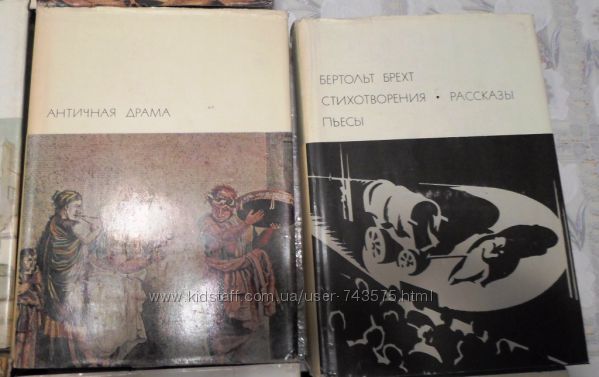 АНТИЧНАЯ ДРАМА
БЕРТОЛЬТ БРЕХТ
СТИХОТВОРЕНИЯ • РАССКАЗЫ
ПЬЕСЫ
www.kidstaff.com.ua/user-743575.html